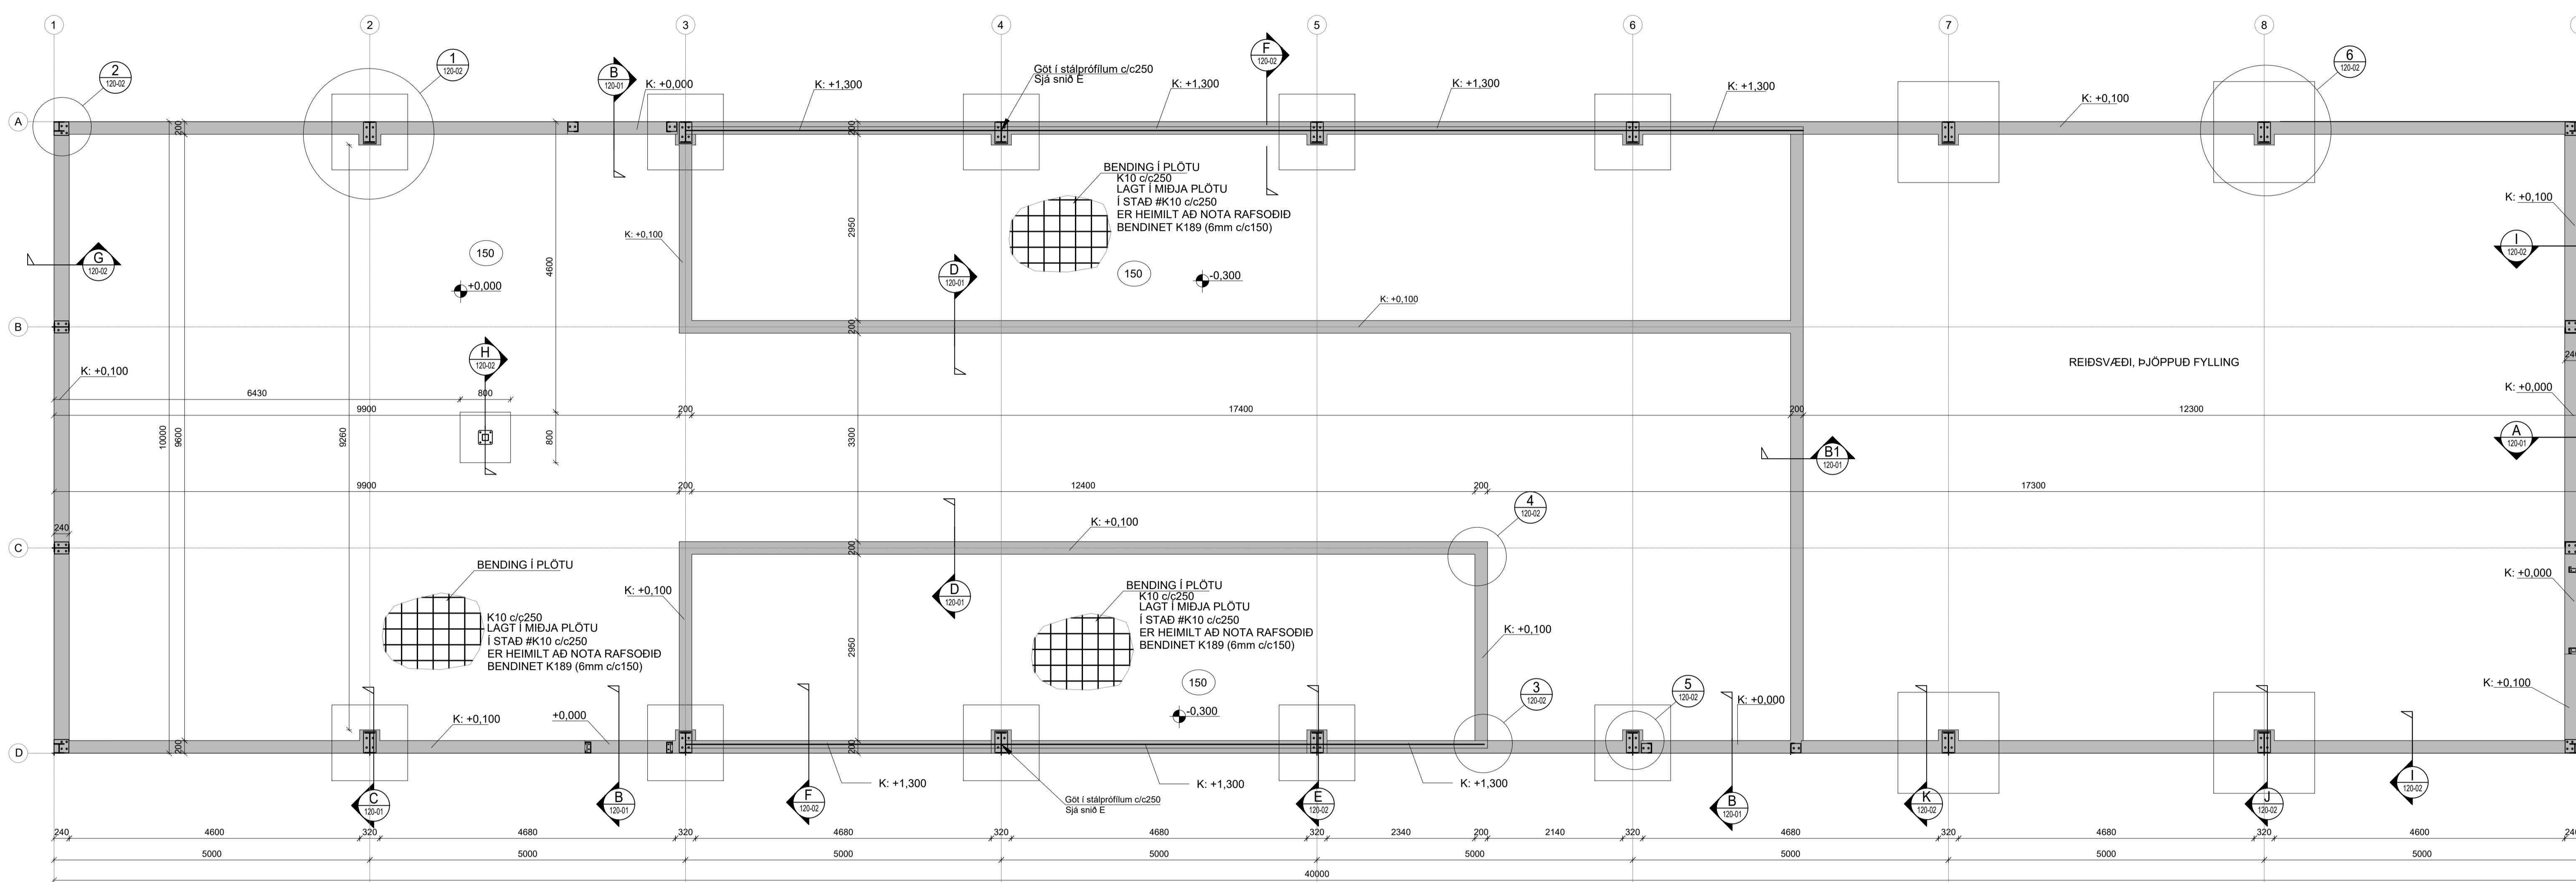 1
2
3
4
5
6
7
8
2
120-02
1
120-02
B
120-01
K: +0,000
K: +1,300
Göt í stálprófílum c/c250
Sjá snið E
K: +1,300
F
120-02
K: +1,300
K: +1,300
K: +0,100
6
120-02
A
200
200
BENDING Í PLÖTU
K10 c/c250
LAGT Í MIÐJA PLÖTU
Í STAÐ #K10 c/c250
ER HEIMILT AÐ NOTA RAFSOÐIÐ
BENDINET K189 (6mm c/c150)
K: +0,100
K: +0,100
2950
G
120-02
150
+0,000
4600
D
120-01
150
-0,300
I
120-02
K: +0,100
B
200
H
120-02
K: +0,100
REIÐSVÆÐI, ÞJÖPPUÐ FYLLING
240
K: +0,000
6430
800
9900
200
17400
200
12300
10000
9600
9260
800
3300
A
120-01
B1
120-01
9900
200
12400
200
17300
4
120-02
240
K: +0,100
C
200
BENDING Í PLÖTU
K10 c/c250
LAGT Í MIÐJA PLÖTU
Í STAÐ #K10 c/c250
ER HEIMILT AÐ NOTA RAFSOÐIÐ
BENDINET K189 (6mm c/c150)
K: +0,100
D
120-01
BENDING Í PLÖTU
K10 c/c250
LAGT Í MIÐJA PLÖTU
Í STAÐ #K10 c/c250
ER HEIMILT AÐ NOTA RAFSOÐIÐ
BENDINET K189 (6mm c/c150)
2950
K: +0,100
K: +0,000
150
-0,300
3
120-02
5
120-02
K: +0,000
K: +0,100
K: +0,100
+0,000
D
200
200
K: +1,300
K: +1,300
K: +1,300
Göt í stálprófílum c/c250
Sjá snið E
C
120-01
B
120-01
F
120-02
E
120-02
B
120-01
K
120-02
J
120-02
I
120-02
240
4600
320
4680
320
4680
320
4680
320
2340
200
2140
320
4680
320
4680
320
4600
5000
5000
5000
5000
5000
5000
5000
5000
40000